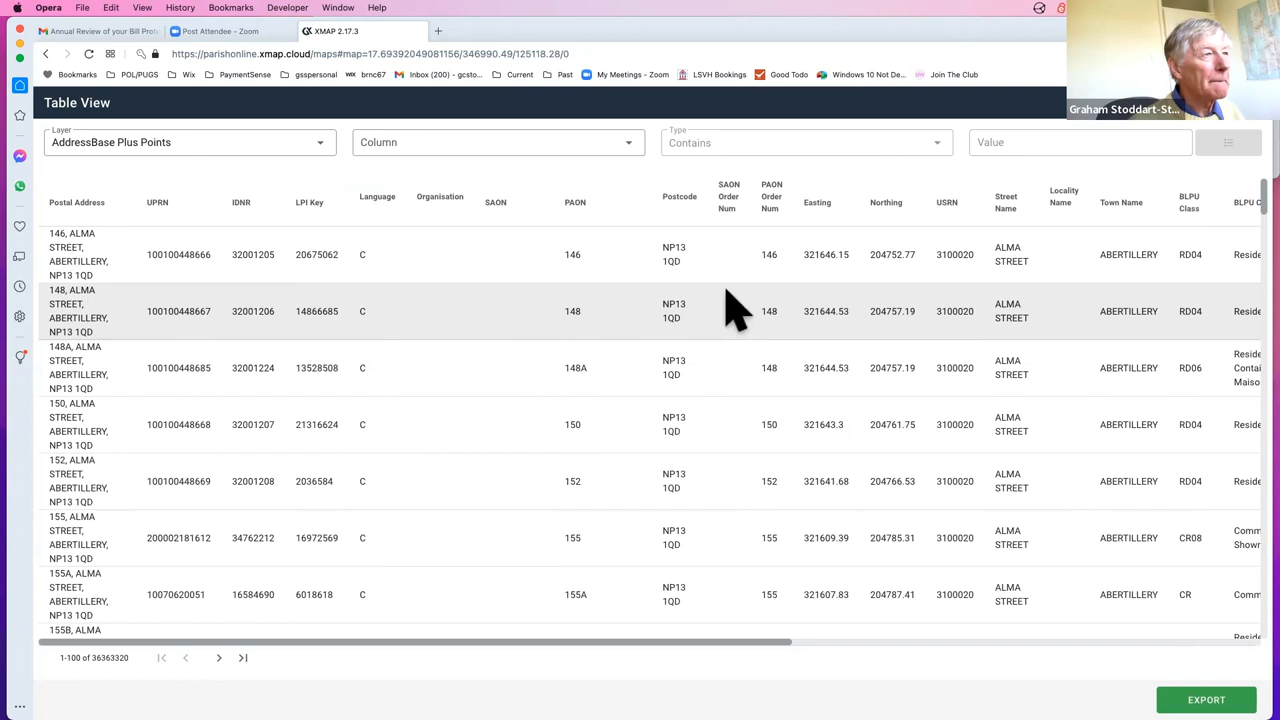 Opera File Edit View History Bookmarks Developer Window Help
Annual Review of your Bill Prot Post Attendee - Zoom XMAP 2.17.3
https://parishonline.xmap.cloud/maps#map=17.69392049081156/346990.49/125118.28/0
Bookmarks POL/PUGS Wix PaymentSense gsspersonal WiX brnc67 Inbox (200) - gcsto... Current Past My Meetings - Zoom LSVH Bookings Good Todo Windows 10 Not De... Join The Club
Graham Stoddart-St...
Table View
Layer
AddressBase Plus Points
Column
Type
Contains
Value
Postal Address UPRN IDNR LPI Key Language Organisation SAON PAON Postcode SAON Order Num PAON Order Num Easting Northing USRN Street Name Locality Name Town Name BLPU Class BLPU C
146, ALMA STREET, ABERTILLERY, NP13 1QD 100100448666 32001205 20675062 C 146 NP13 1QD 146 321646.15 204752.77 3100020 ALMA STREET ABERTILLERY RD04 Reside
148, ALMA STREET, ABERTILLERY, NP13 1QD 100100448667 32001206 14866685 C 148 NP13 1QD 148 321644.53 204757.19 3100020 ALMA STREET ABERTILLERY RD04 Reside
148A, ALMA STREET, ABERTILLERY, NP13 1QD 100100448685 32001224 13528508 C 148A NP13 1QD 148 321644.53 204757.19 3100020 ALMA STREET ABERTILLERY RD06 Reside Contai Maiso
150, ALMA STREET, ABERTILLERY, NP13 1QD 100100448668 32001207 21316624 C 150 NP13 1QD 150 321643.3 204761.75 3100020 ALMA STREET ABERTILLERY RD04 Reside
152, ALMA STREET, ABERTILLERY, NP13 1QD 100100448669 32001208 2036584 C 152 NP13 1QD 152 321641.68 204766.53 3100020 ALMA STREET ABERTILLERY RD04 Reside
155, ALMA STREET, ABERTILLERY, NP13 1QD 200002181612 34762212 16972569 C 155 NP13 1QD 155 321609.39 204785.31 3100020 ALMA STREET ABERTILLERY CR08 Comm Show
155A, ALMA STREET, ABERTILLERY, NP13 1QD 10070620051 16584690 6018618 C 155A NP13 1QD 155 321607.83 204787.41 3100020 ALMA STREET ABERTILLERY CR Comm
155B, ALMA Reside
1-100 of 36363320
EXPORT